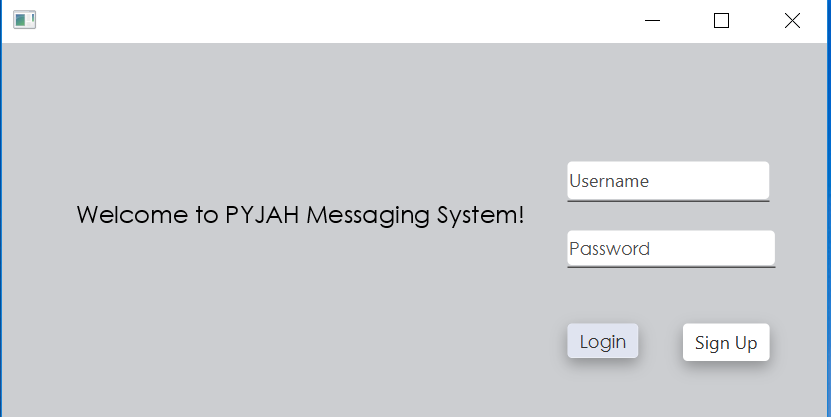 Welcome to PYJAH Messaging System!
Username
Password
Login
Sign Up